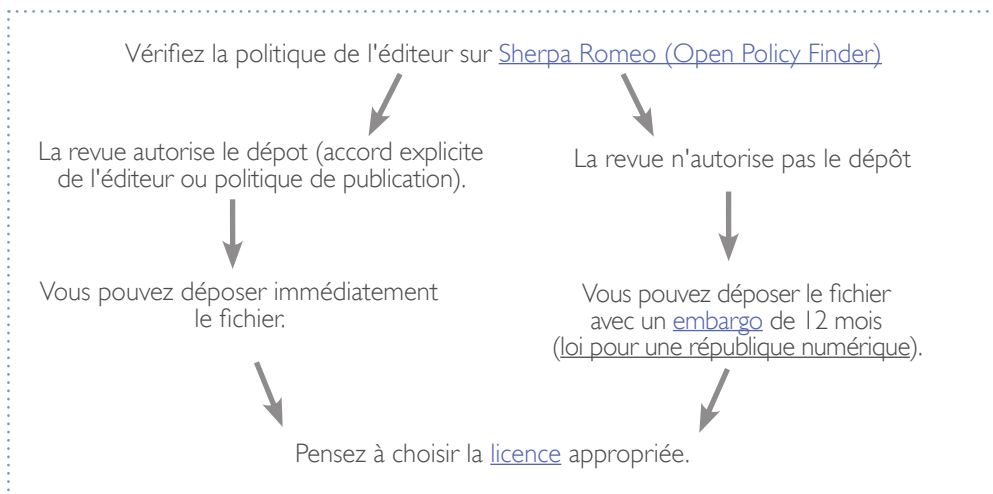 Vérifiez la politique de l'éditeur sur Sherpa Romeo (Open Policy Finder)
La revue autorise le dépot (accord explicite
de l'éditeur ou politique de publication).
La revue n'autorise pas le dépôt
Vous pouvez déposer immédiatement
le fichier.
Vous pouvez déposer le fichier
avec un embargo de 12 mois
(loi pour une république numérique).
Pensez à choisir la licence appropriée.